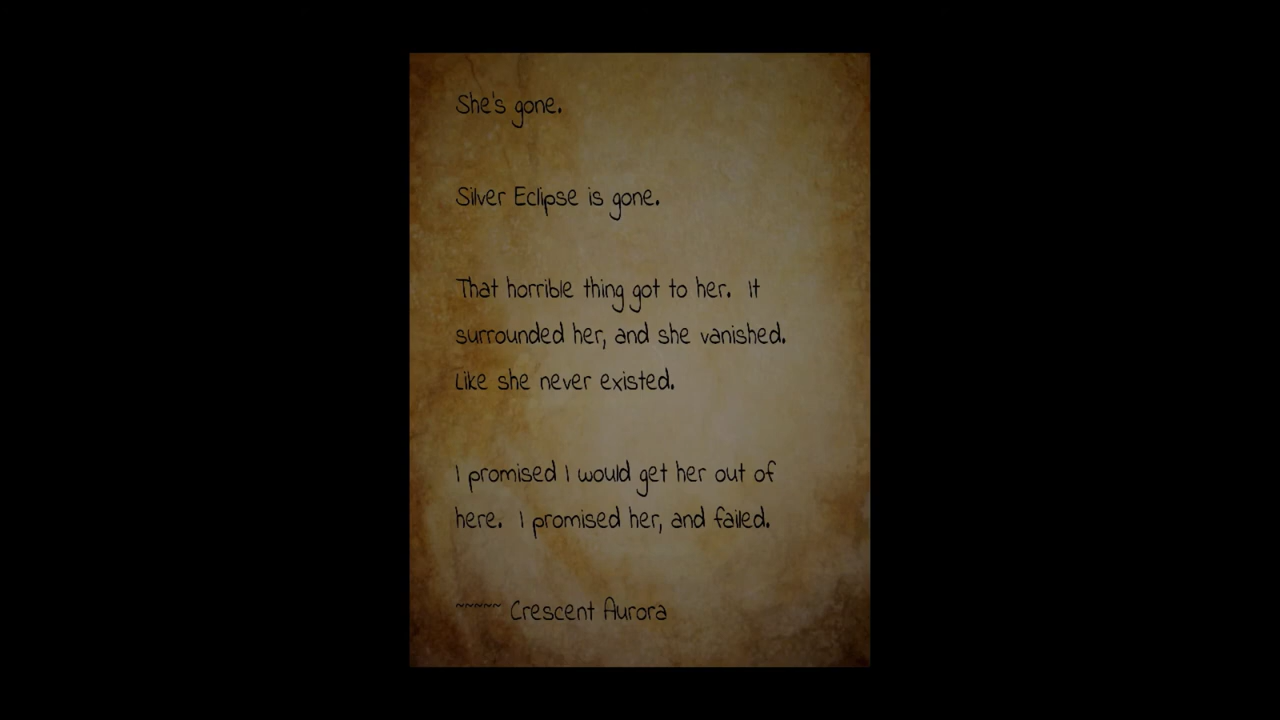 She's gone.
Silver Eclipse is gone.
That horrible thing got to her.  It
surrounded her, and she vanished.
Like she never existed.
I promised I would get her out of
here.  I promised her, and failed.
~~~~~ Crescent Aurora